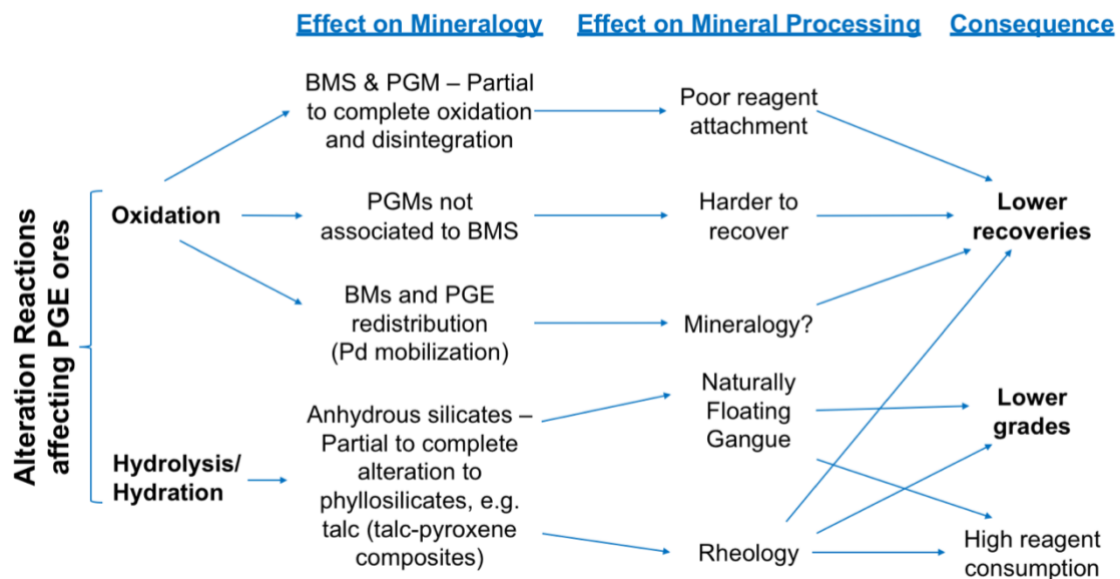 Effect on Mineralogy
Effect on Mineral Processing
Consequence
Alteration Reactions
affecting PGE ores
Oxidation
BMS & PGM – Partial
to complete oxidation
and disintegration
Poor reagent
attachment
PGMs not
associated to BMS
Harder to
recover
Lower
recoveries
BMs and PGE
redistribution
(Pd mobilization)
Mineralogy?
Hydrolysis/
Hydration
Anhydrous silicates –
Partial to complete
alteration to
phyllosilicates, e.g.
talc (talc-pyroxene
composites)
Naturally
Floating
Gangue
Lower
grades
Rheology
High reagent
consumption